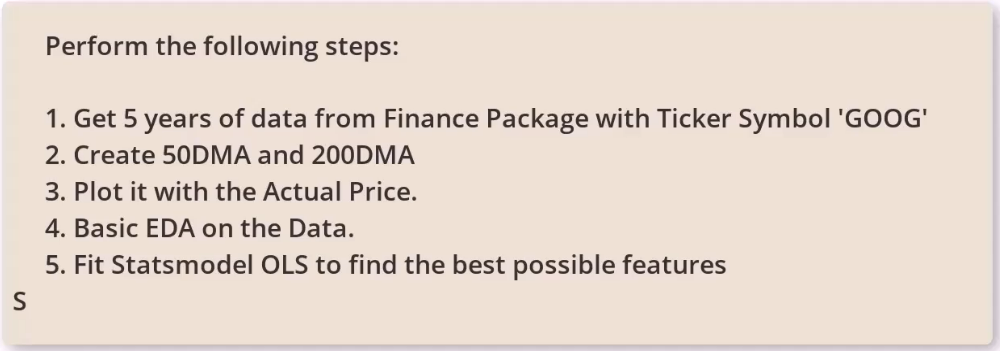 Perform the following steps:
1. Get 5 years of data from Finance Package with Ticker Symbol 'GOOG'
2. Create 50DMA and 200DMA
3. Plot it with the Actual Price.
4. Basic EDA on the Data.
5. Fit Statsmodel OLS to find the best possible features
S